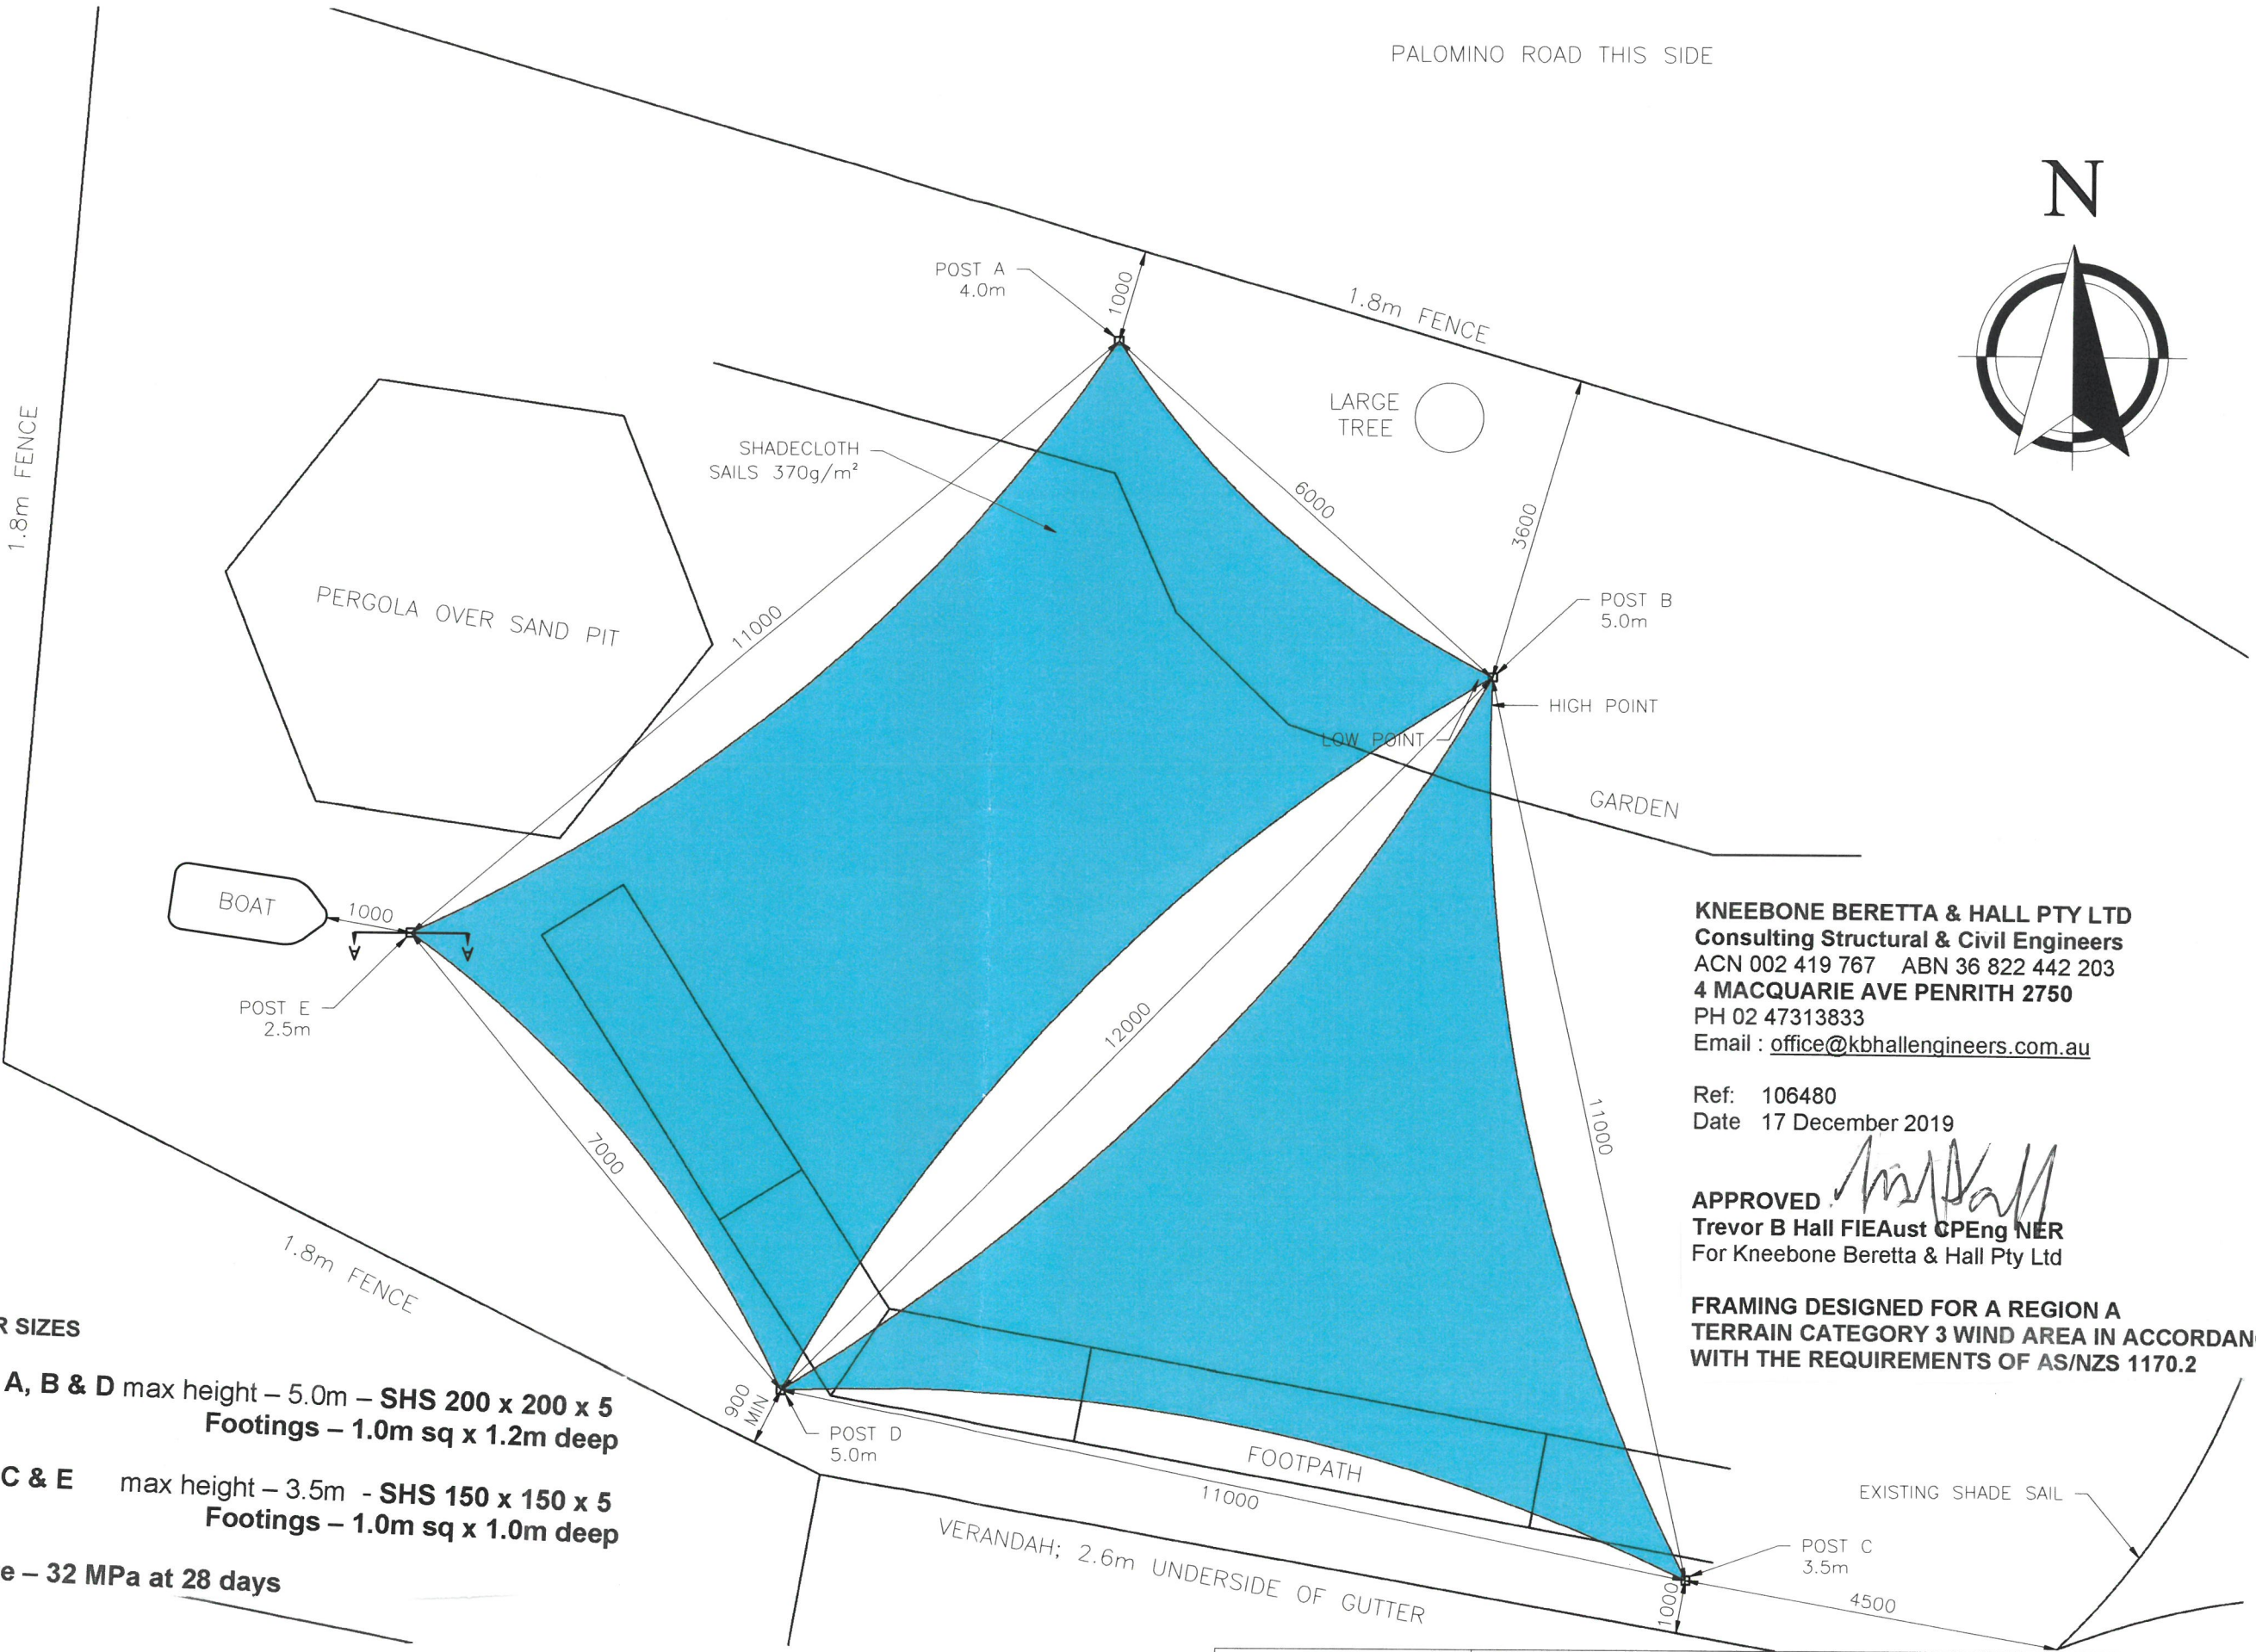 PALOMINO ROAD THIS SIDE
N
POST A
4.0m
1000
1.8m FENCE
1.8m FENCE
LARGE
TREE
SHADECLOTH
SAILS 370g/m²
6000
3600
PERGOLA OVER SAND PIT
11000
POST B
5.0m
HIGH POINT
LOW POINT
GARDEN
BOAT
1000
A
A
POST E
2.5m
12000
11000
7000
KNEEBONE BERETTA & HALL PTY LTD
Consulting Structural & Civil Engineers
ACN 002 419 767 ABN 36 822 442 203
4 MACQUARIE AVE PENRITH 2750
PH 02 47313833
Email : office@kbhallengineers.com.au
Ref: 106480
Date 17 December 2019
APPROVED
Trevor B Hall FIEAust CPEng NER
For Kneebone Beretta & Hall Pty Ltd
FRAMING DESIGNED FOR A REGION A
TERRAIN CATEGORY 3 WIND AREA IN ACCORDAN
WITH THE REQUIREMENTS OF AS/NZS 1170.2
1.8m FENCE
R SIZES
A, B & D max height – 5.0m – SHS 200 x 200 x 5
Footings – 1.0m sq x 1.2m deep
C & E max height – 3.5m - SHS 150 x 150 x 5
Footings – 1.0m sq x 1.0m deep
e – 32 MPa at 28 days
900
MIN
POST D
5.0m
FOOTPATH
11000
VERANDAH; 2.6m UNDERSIDE OF GUTTER
EXISTING SHADE SAIL
POST C
3.5m
1000
4500